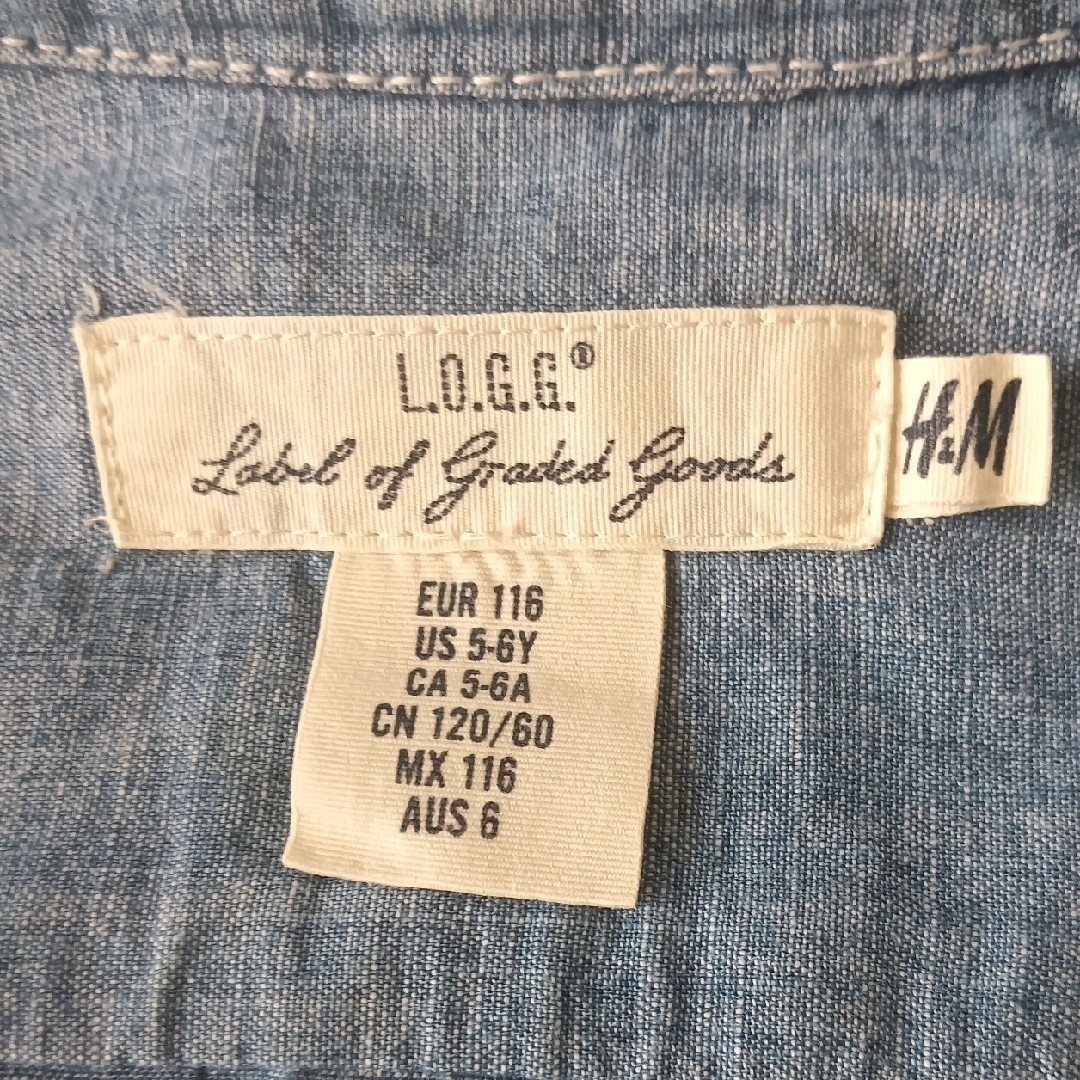 L.O.G.G.®
Label of Graded Goods
H&M
EUR 116
US 5-6Y
CA 5-6A
CN 120/60
MX 116
AUS 6